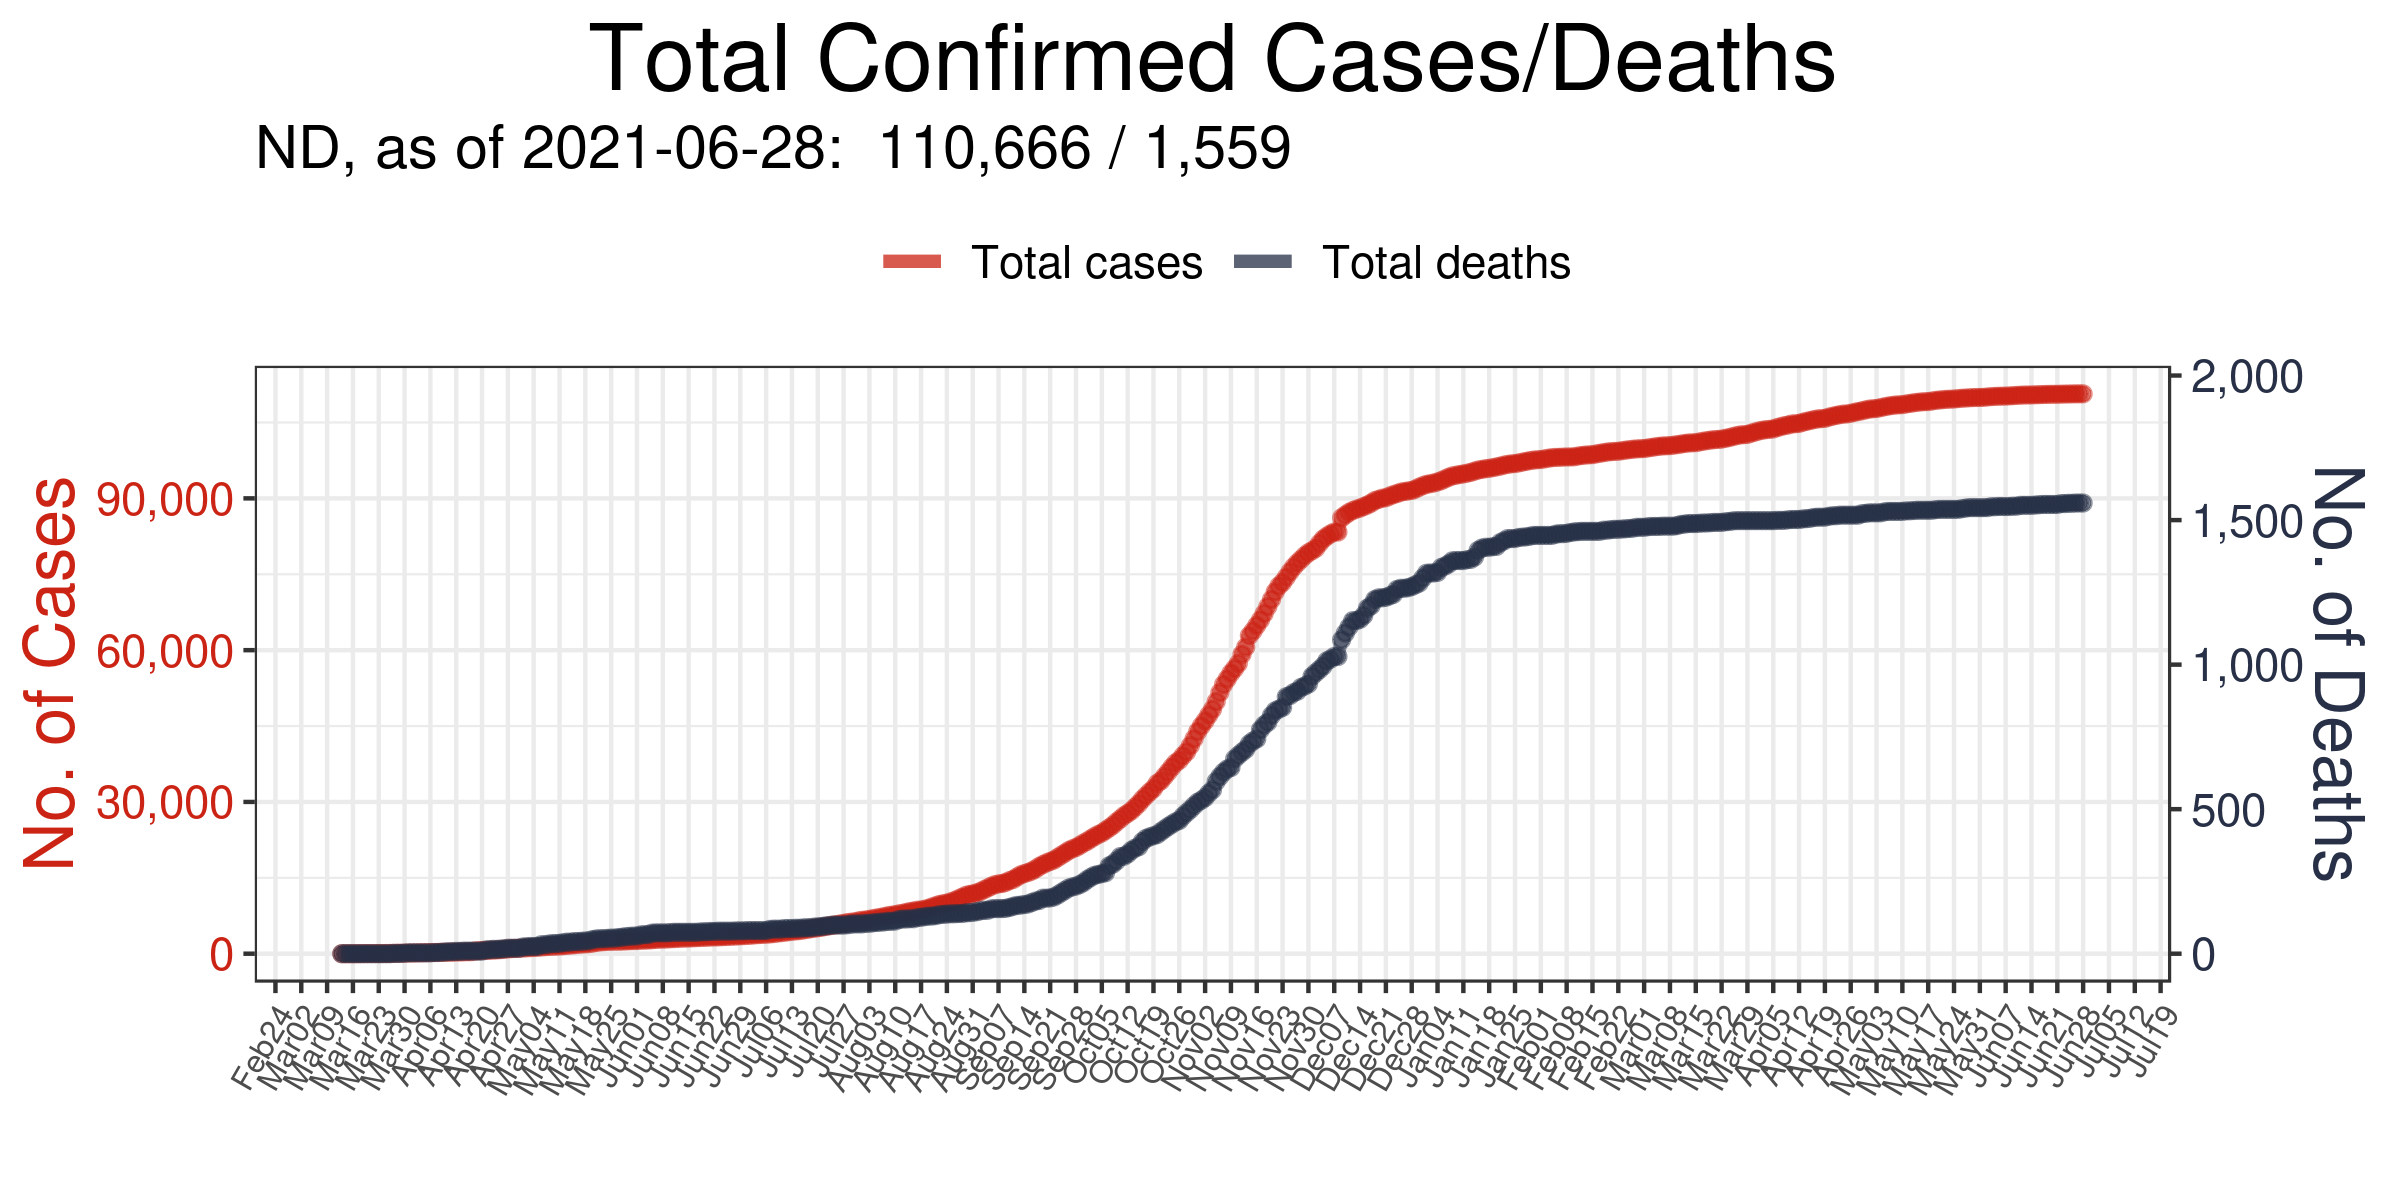 Total Confirmed Cases/Deaths
ND, as of 2021-06-28:  110,666 / 1,559
Total cases
Total deaths
No. of Cases
90,000
60,000
30,000
0
2,000
1,500
1,000
500
0
No. of Deaths
Feb24
Mar02
Mar09
Mar16
Mar23
Mar30
Apr06
Apr13
Apr20
Apr27
May04
May11
May18
May25
Jun01
Jun08
Jun15
Jun22
Jun29
Jul06
Jul13
Jul20
Jul27
Aug03
Aug10
Aug17
Aug24
Aug31
Sep07
Sep14
Sep21
Sep28
Oct05
Oct12
Oct19
Oct26
Nov02
Nov09
Nov16
Nov23
Nov30
Dec07
Dec14
Dec21
Dec28
Jan04
Jan11
Jan18
Jan25
Feb01
Feb08
Feb15
Feb22
Mar01
Mar08
Mar15
Mar22
Mar29
Apr05
Apr12
Apr19
Apr26
May03
May10
May17
May24
May31
Jun07
Jun14
Jun21
Jun28
Jul05
Jul12
Jul19